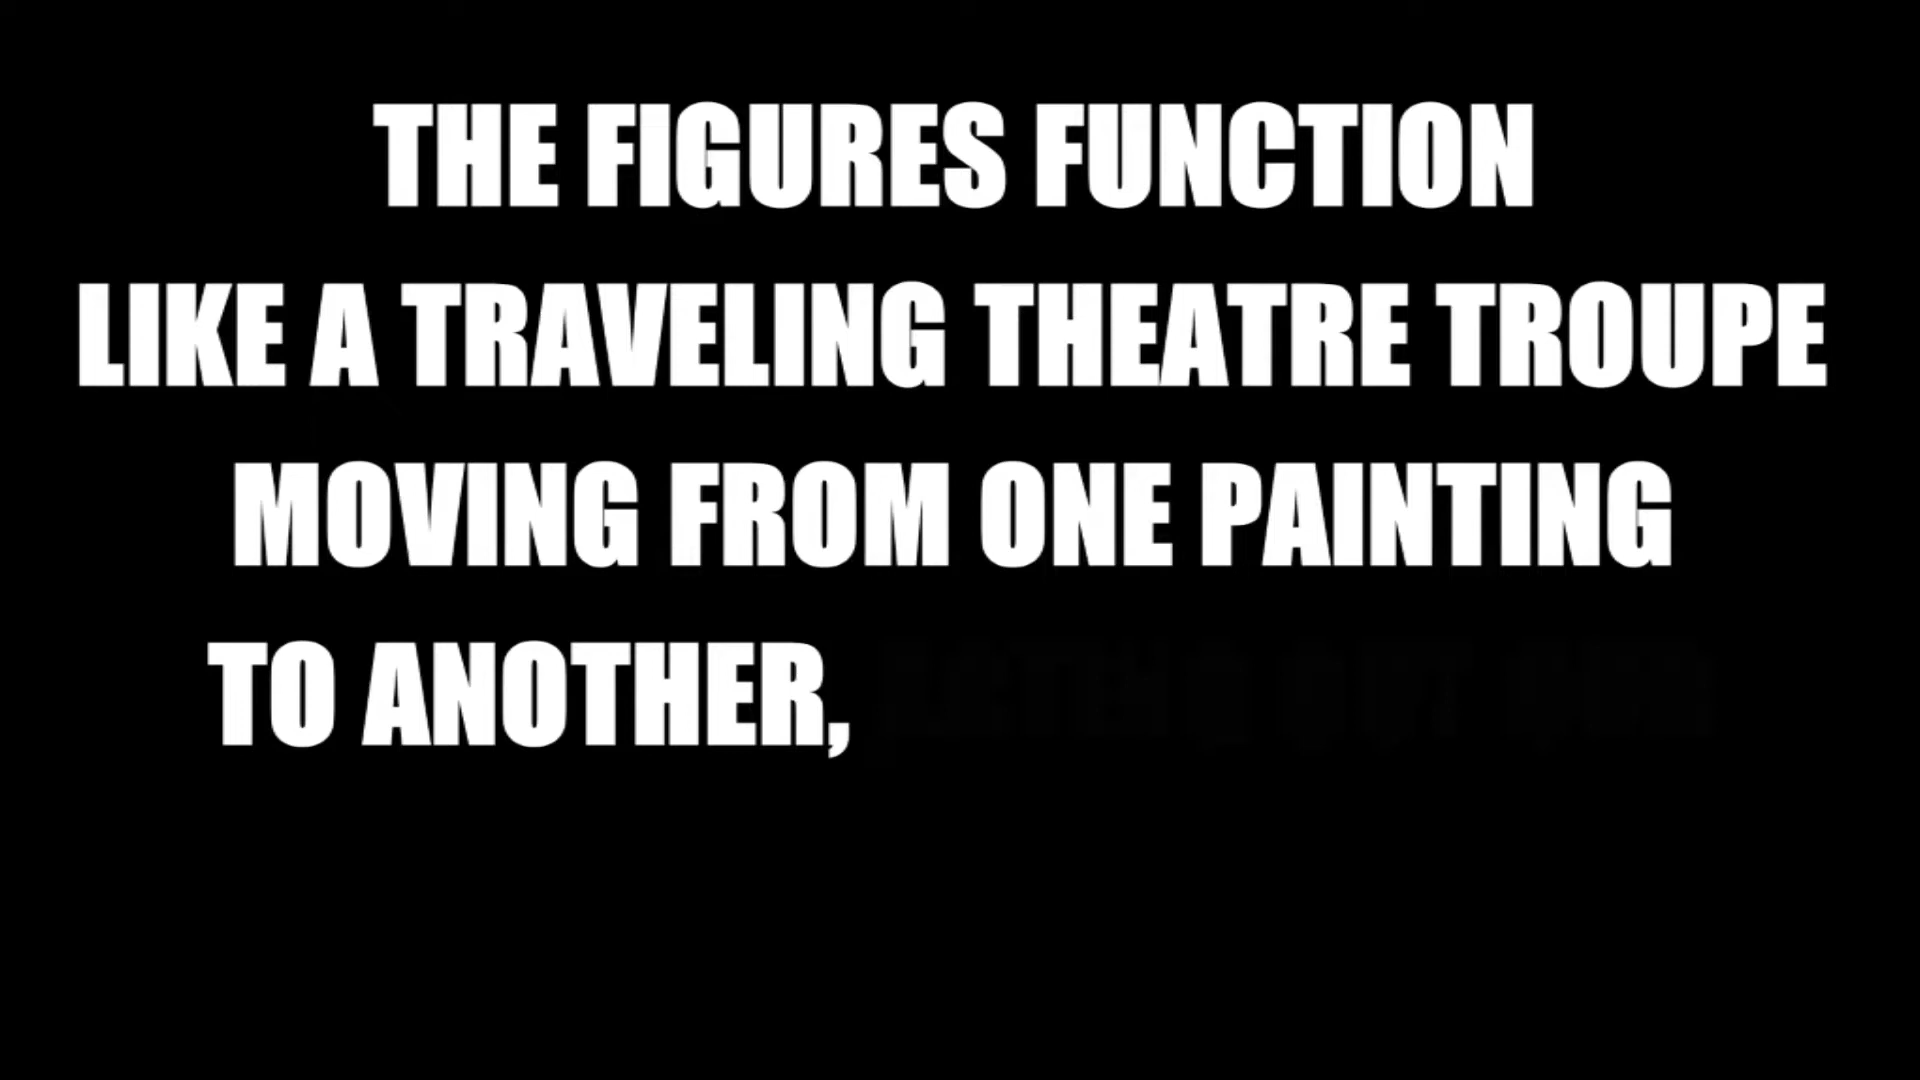 THE FIGURES FUNCTION
LIKE A TRAVELING THEATRE TROUPE
MOVING FROM ONE PAINTING
TO ANOTHER,